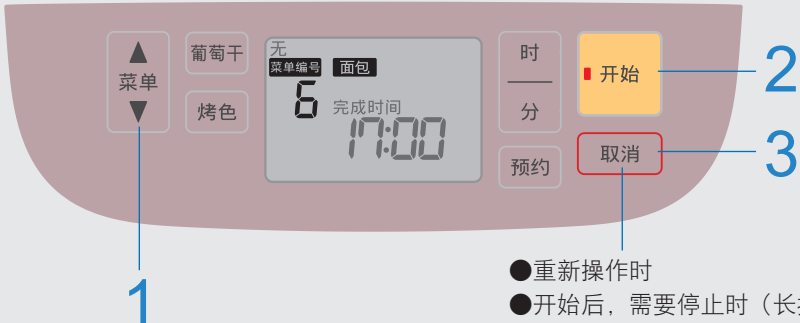 ▲
菜单
▼
葡萄干
烤色
无
菜单编号 面包
6
完成时间
17:00
时
分
预约
开始
取消
1
2
3
●重新操作时
●开始后，需要停止时（长